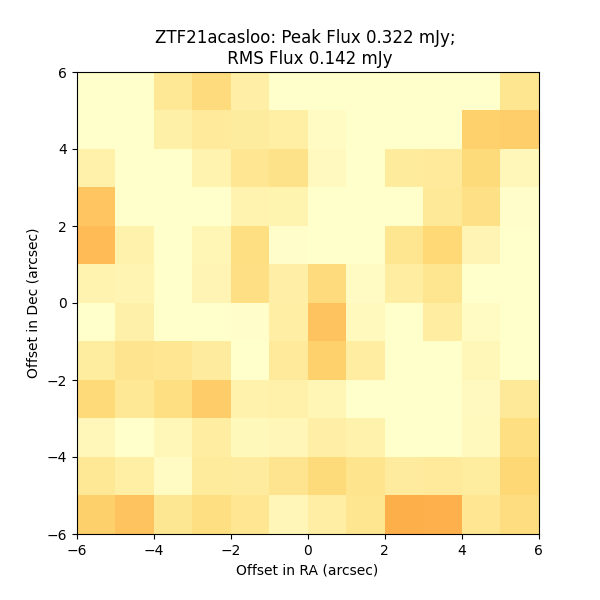 ZTF21acasloo: Peak Flux 0.322 mJy;
RMS Flux 0.142 mJy
6
4
2
0
−2
−4
−6
Offset in Dec (arcsec)
−6 −4 −2 0 2 4 6
Offset in RA (arcsec)